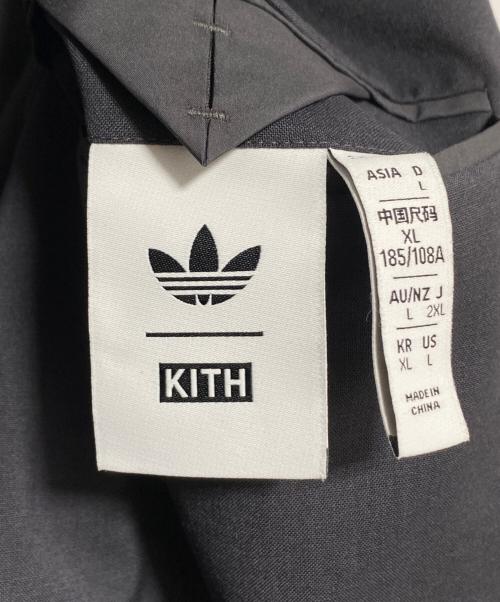 KITH
ASIA D
L
中国尺码
XL
185/108A
AU/NZ J
L 2XL
KR US
XL L
MADE IN
CHINA